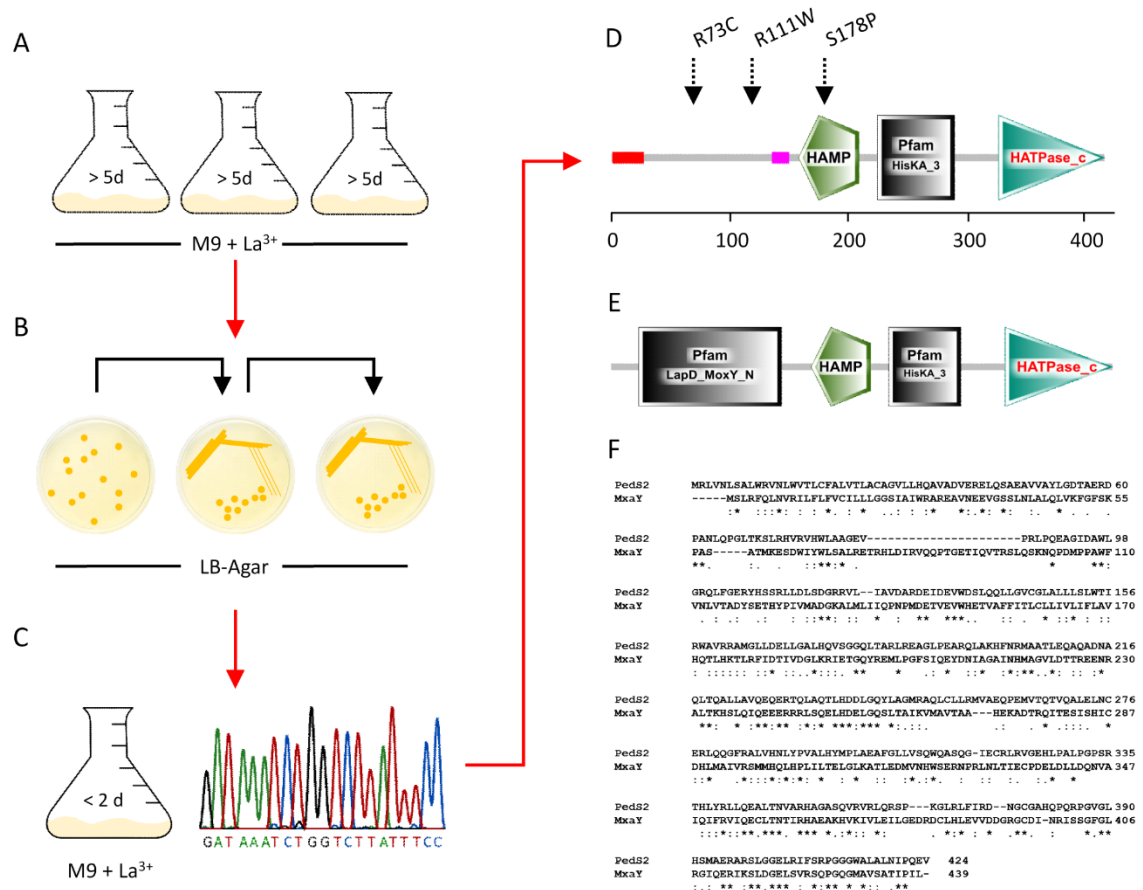 A
> 5d
> 5d
> 5d
M9 + La³⁺
B
LB-Agar
C
< 2 d
M9 + La³⁺
GATAAATCTGGTCTTATTTCC
D
R73C
R111W
S178P
HAMP
Pfam
HisKA_3
HATPase_c
0 100 200 300 400
E
Pfam
LapD_MoxY_N
HAMP
Pfam
HisKA_3
HATPase_c
F
PedS2 MRLVNLSALWRVNLWVTLCFALVTLACAGVLLHQAVADVERELQSAEAVVAYLGDTAERD 60
MxaY -----MSLRFQLNVRILFLFVCILLLGGSIAIWRAREAVNEEVGSSLNLALQLVKFGFSK 55
PedS2 PANLQPGLTKSLRHVRVHWLAAGEV----------------------PRLPQEAGIDAWL 98
MxaY PAS-----ATMKESDWIYWLSALRETRHLDIRVQQPTGETIQVTRSLQSKNQPDMPPAWF 110
PedS2 GRQLFGERYHSSRLLDLSDGRRVL--IAVDARDEIDEVWDSLQQLLGVCGLALLLSLWTI 156
MxaY VNLVTADYSETHYPIVMADGKALMLIIQPNPMDETVEVWHETVAFFITLCLLIVLIFLAV 170
PedS2 RWAVRRAMGLLDELLGALHQVSGGQLTARLREAGLPEARQLAKHFNRMAATLEQAQADNA 216
MxaY HQTLHKTLRFIDTIVDGLKRIETGQYREMLPGFSIQEYDNIAGAINHMAGVLDTTREENR 230
PedS2 QLTQALLAVQEQERTQLAQTLHDDLGQYLAGMRAQLCLLRMVAEQPEMVTQTVQALELNC 276
MxaY ALTKHSLQIQEEERRRLSQELHDELGQSLTAIKVMAVTAA---HEKADTRQITESISHIC 287
PedS2 ERLQQGFRALVHNLYPVALHYMPLAEAFGLLVSQWQASQG-IECRLRVGEHLPALPGPSR 335
MxaY DHLMAIVRSMMHQLHPLILTELGLKATLEDMVNHWSERNPRLNLTIECPDELDLLDQNVA 347
PedS2 THLYRLLQEALTNVARHAGASQVRVRLQRSP---KGLRLFIRD--NGCGAHQPQRPGVGL 390
MxaY IQIFRVIQECLTNTIRHAEAKHVKIVLEILGEDRDCLHLEVVDDGRGCDI-NRISSGFGL 406
PedS2 HSMAERARSLGGELRIFSRPGGGWALALNIPQEV 424
MxaY RGIQERIKSLDGELSVRSQPGQGMAVSATIPIL- 439